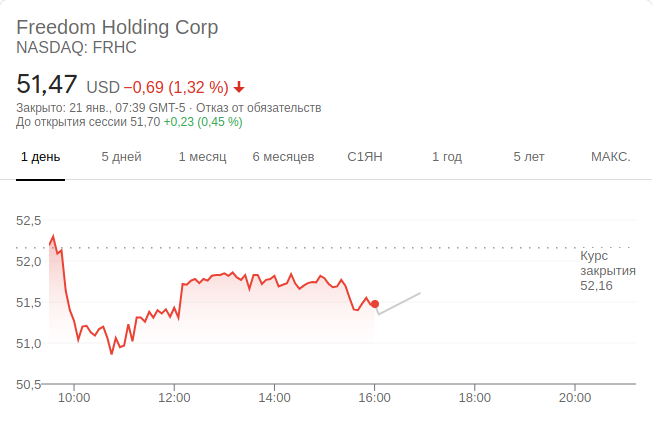 Freedom Holding Corp
NASDAQ: FRHC
51,47 USD −0,69 (1,32 %)
Закрыто: 21 янв., 07:39 GMT-5 · Отказ от обязательств
До открытия сессии 51,70 +0,23 (0,45 %)
1 день 5 дней 1 месяц 6 месяцев С1ЯН 1 год 5 лет МАКС.
52,5
52,0
51,5
51,0
50,5
Курс
закрытия
52,16
10:00 12:00 14:00 16:00 18:00 20:00